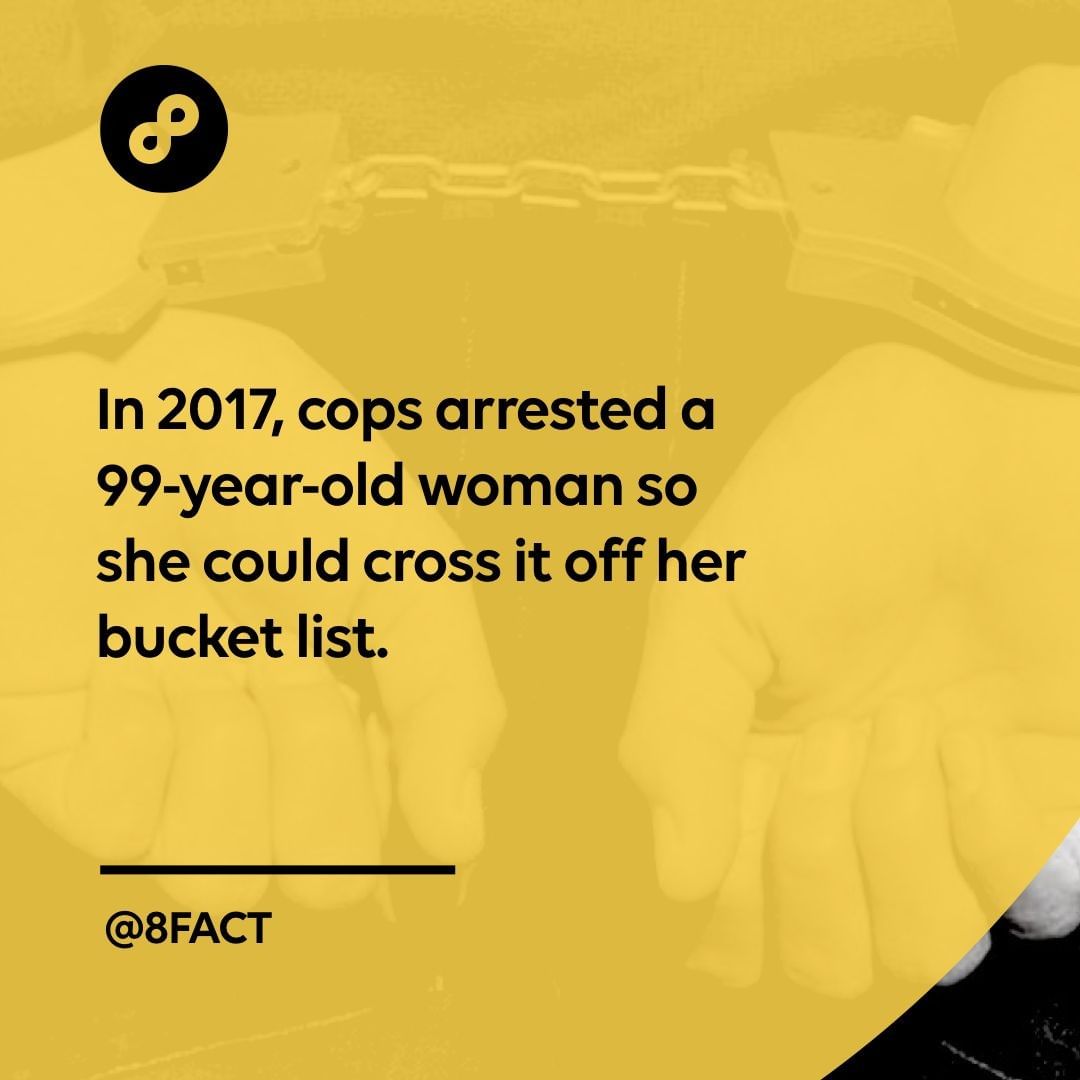 In 2017, cops arrested a
99-year-old woman so
she could cross it off her
bucket list.
@8FACT